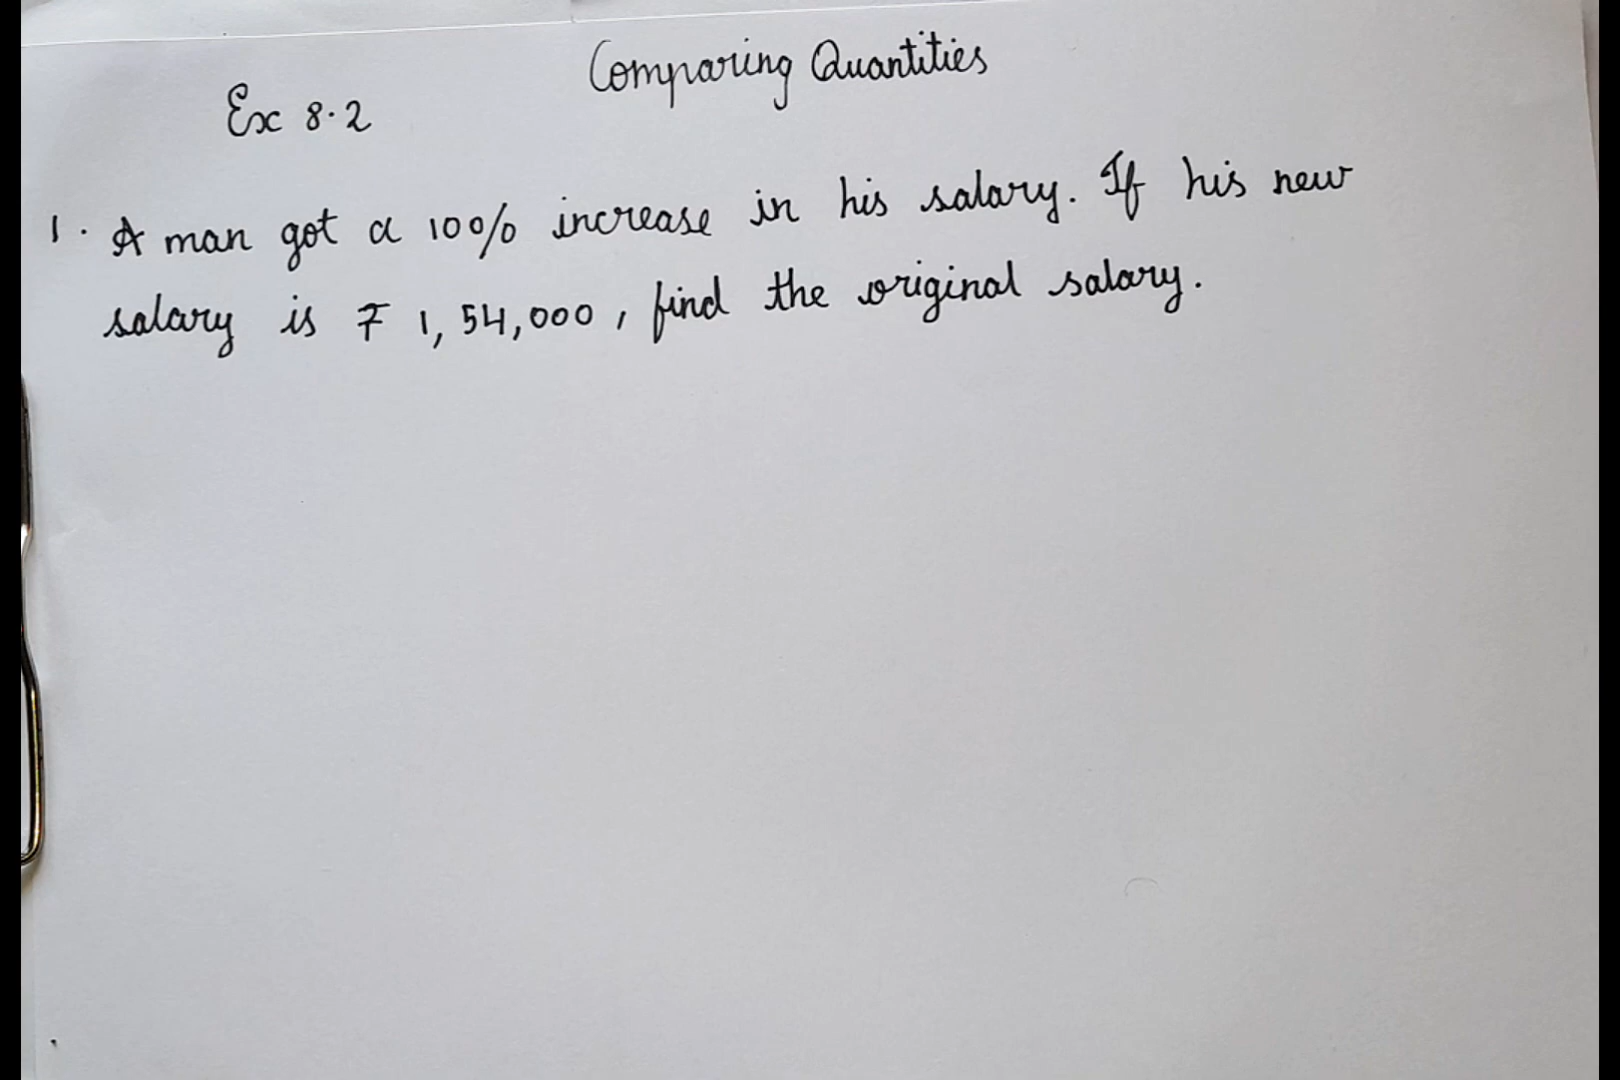 Comparing Quantities
Ex 8.2
1. A man got a 10% increase in his salary. If his new
salary is ₹ 1,54,000, find the original salary.